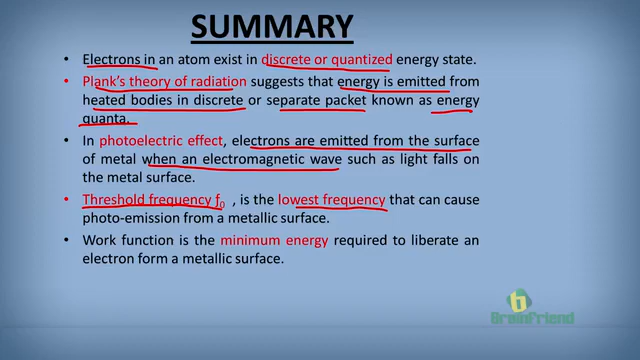 SUMMARY
• Electrons in an atom exist in discrete or quantized energy state.
• Plank's theory of radiation suggests that energy is emitted from
heated bodies in discrete or separate packet known as energy
quanta.
• In photoelectric effect, electrons are emitted from the surface
of metal when an electromagnetic wave such as light falls on
the metal surface.
• Threshold frequency f₀ , is the lowest frequency that can cause
photo-emission from a metallic surface.
• Work function is the minimum energy required to liberate an
electron form a metallic surface.
BrainFriend